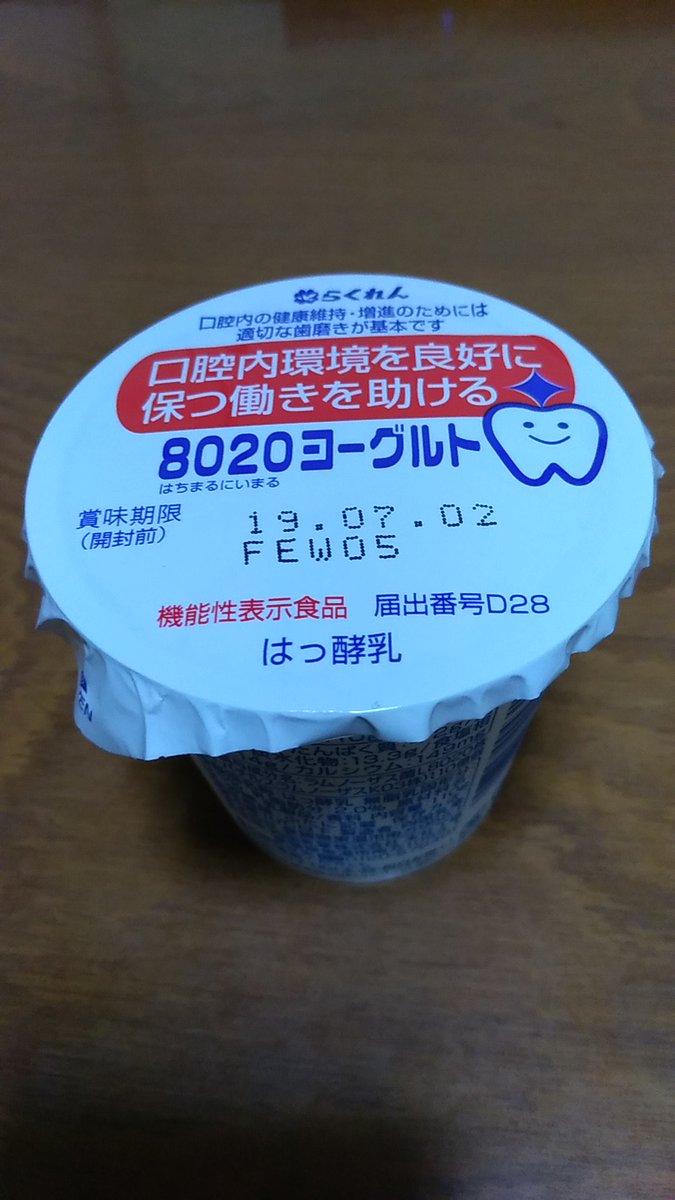 らくれん
口腔内の健康維持・増進のためには
適切な歯磨きが基本です
口腔内環境を良好に
保つ働きを助ける
8020ヨーグルト
はちまるにいまる
賞味期限
(開封前)
19.07.02
FEW05
機能性表示食品 届出番号D28
はっ酵乳